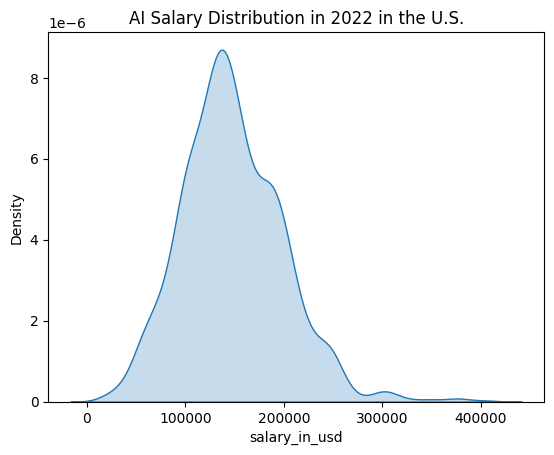 AI Salary Distribution in 2022 in the U.S.
1e−6
8
6
4
2
0
Density
0 100000 200000 300000 400000
salary_in_usd